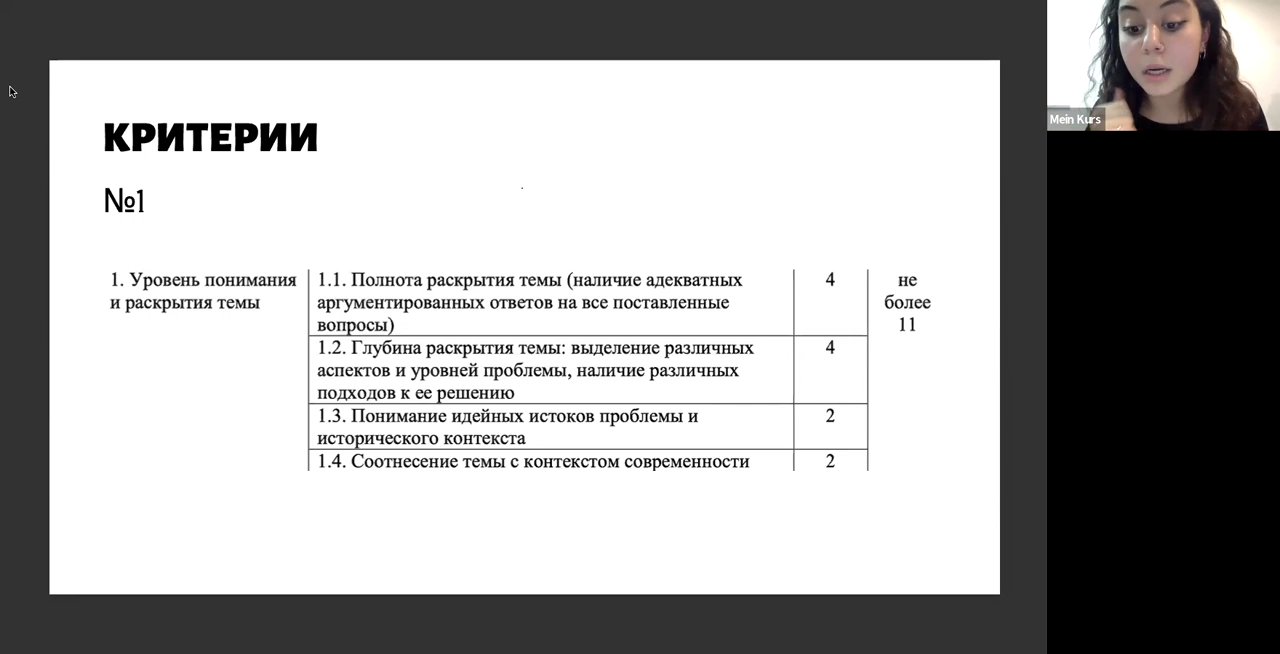 КРИТЕРИИ
№1
1. Уровень понимания
и раскрытия темы
1.1. Полнота раскрытия темы (наличие адекватных
аргументированных ответов на все поставленные
вопросы)
4
не
более
11
1.2. Глубина раскрытия темы: выделение различных
аспектов и уровней проблемы, наличие различных
подходов к ее решению
4
1.3. Понимание идейных истоков проблемы и
исторического контекста
2
1.4. Соотнесение темы с контекстом современности
2
Mein Kurs